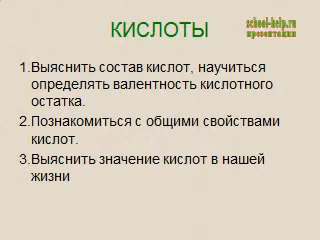 КИСЛОТЫ
school-help.ru
презентации
1.Выяснить состав кислот, научиться
определять валентность кислотного
остатка.
2.Познакомиться с общими свойствами
кислот.
3.Выяснить значение кислот в нашей
жизни